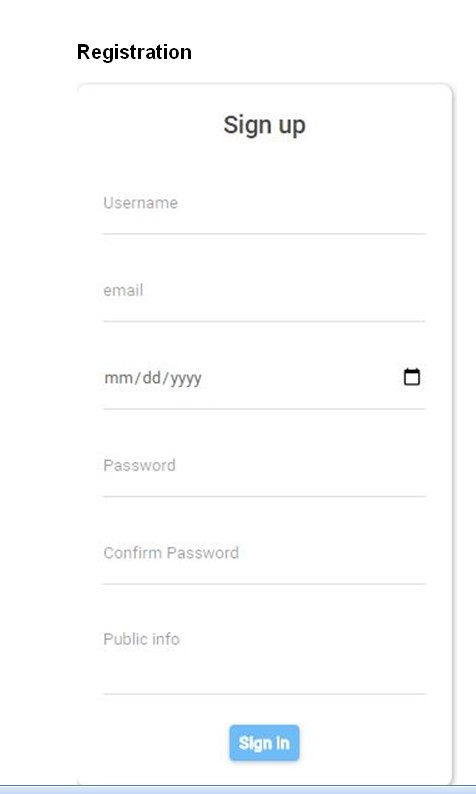 Registration
Sign up
Username
email
mm/dd/yyyy
Password
Confirm Password
Public info
Sign in